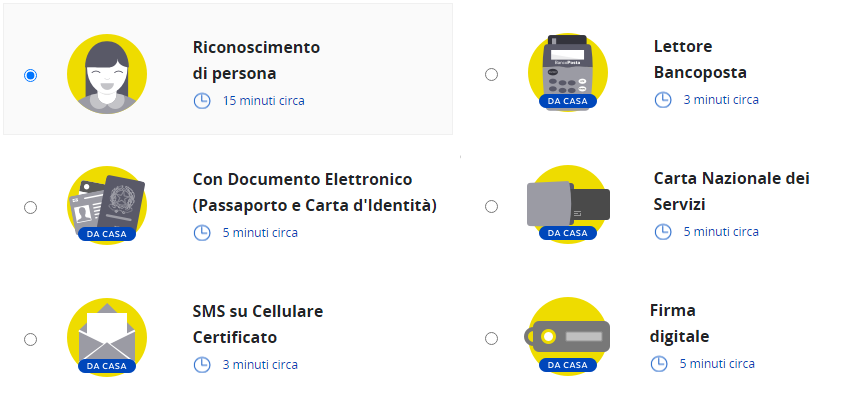 Riconoscimento
di persona
15 minuti circa
BancoPosta
DA CASA
Lettore
Bancoposta
3 minuti circa
DA CASA
Con Documento Elettronico
(Passaporto e Carta d'Identità)
5 minuti circa
DA CASA
Carta Nazionale dei
Servizi
5 minuti circa
DA CASA
SMS su Cellulare
Certificato
3 minuti circa
DA CASA
Firma
digitale
5 minuti circa